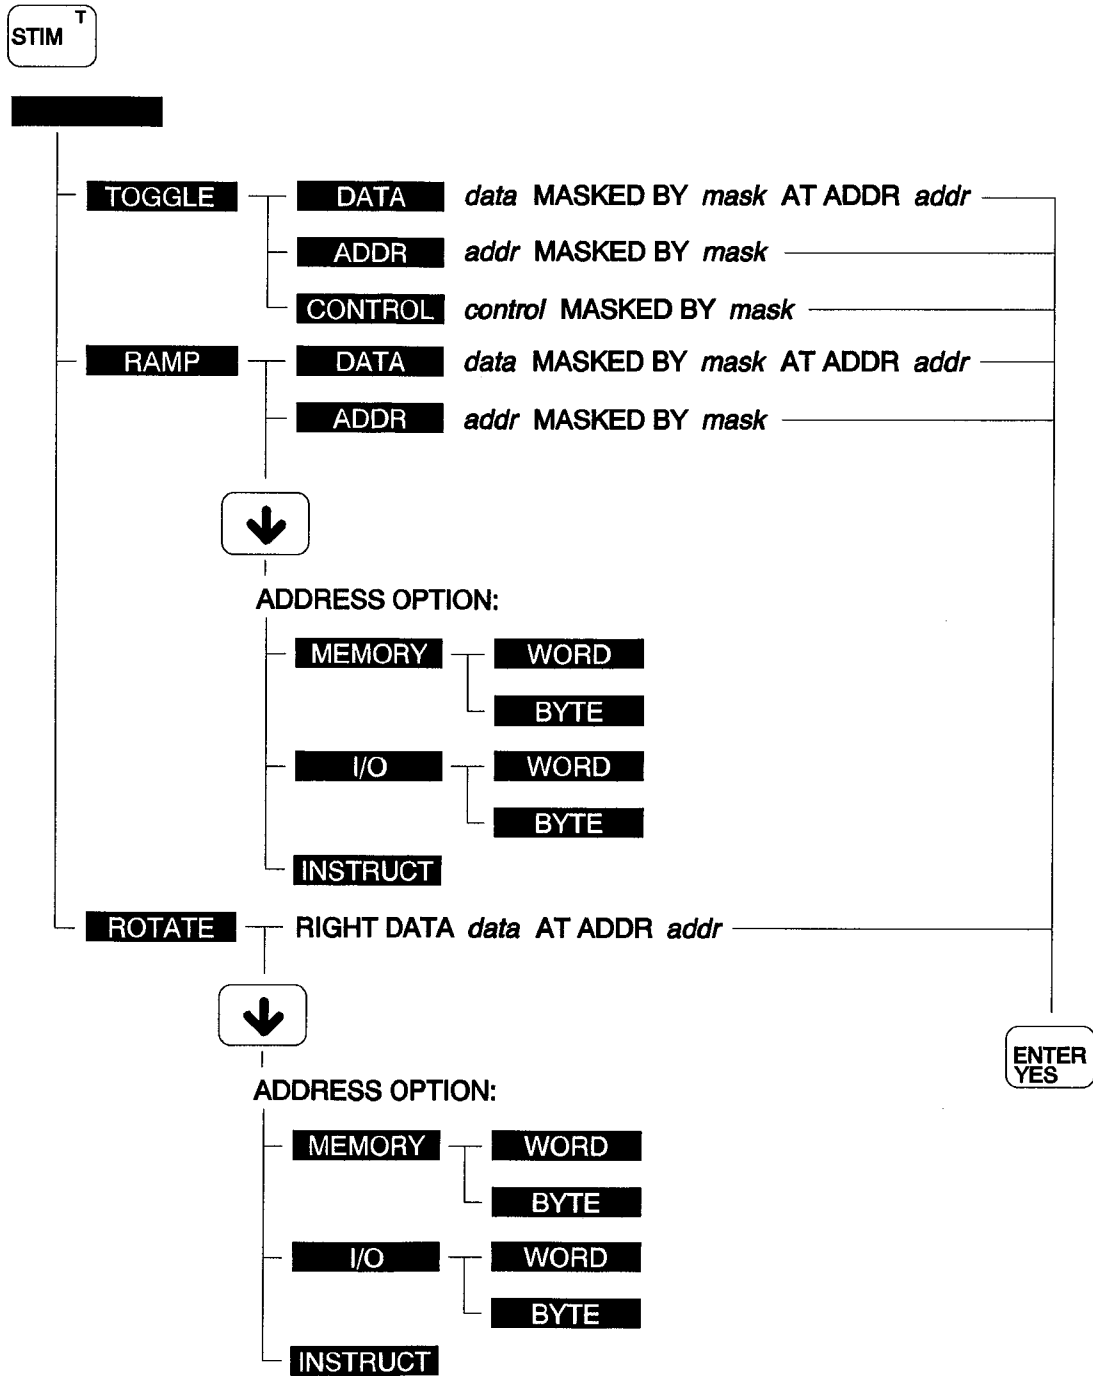 STIM T
TOGGLE DATA data MASKED BY mask AT ADDR addr
ADDR addr MASKED BY mask
CONTROL control MASKED BY mask
RAMP DATA data MASKED BY mask AT ADDR addr
ADDR addr MASKED BY mask
ADDRESS OPTION:
MEMORY WORD
BYTE
I/O WORD
BYTE
INSTRUCT
ROTATE RIGHT DATA data AT ADDR addr
ENTER
YES
ADDRESS OPTION:
MEMORY WORD
BYTE
I/O WORD
BYTE
INSTRUCT